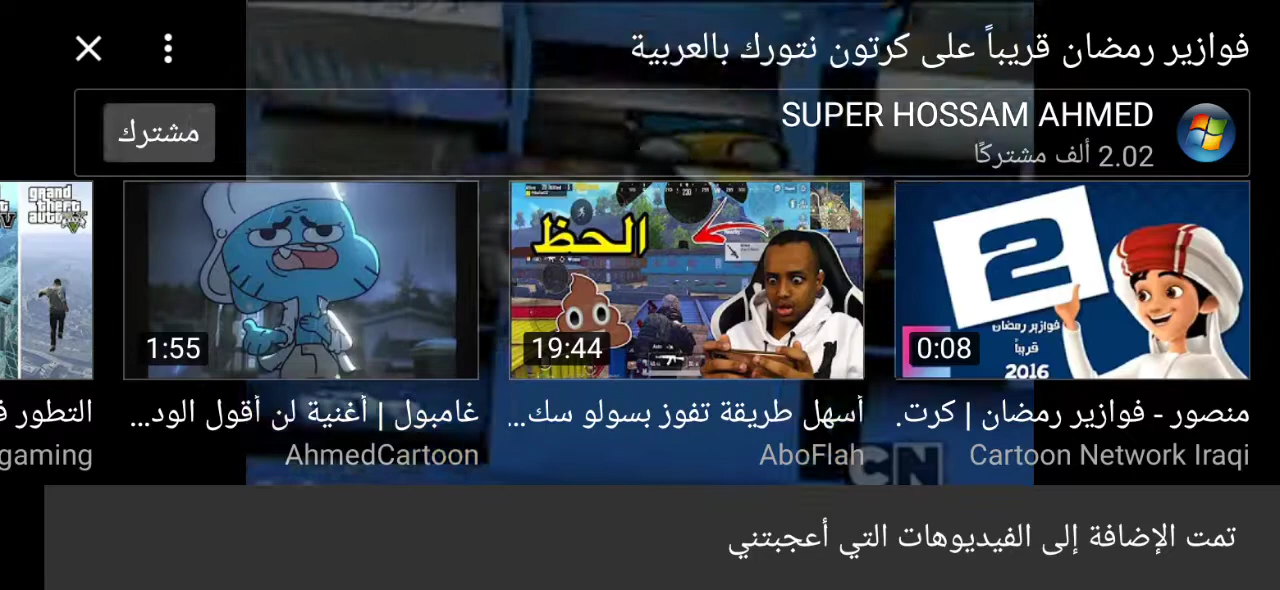 فوازير رمضان قريباً على كرتون نتورك بالعربية
SUPER HOSSAM AHMED
2.02 ألف مشتركًا
مشترك
2
فوازير رمضان
قريباً
2016
0:08
الحظ
19:44
1:55
grand
theft
auto
V
منصور - فوازير رمضان | كرت.
Cartoon Network Iraqi
أسهل طريقة تفوز بسولو سك...
AboFlah
غامبول | أغنية لن أقول الود...
AhmedCartoon
التطور ف
gaming
CN
تمت الإضافة إلى الفيديوهات التي أعجبتني